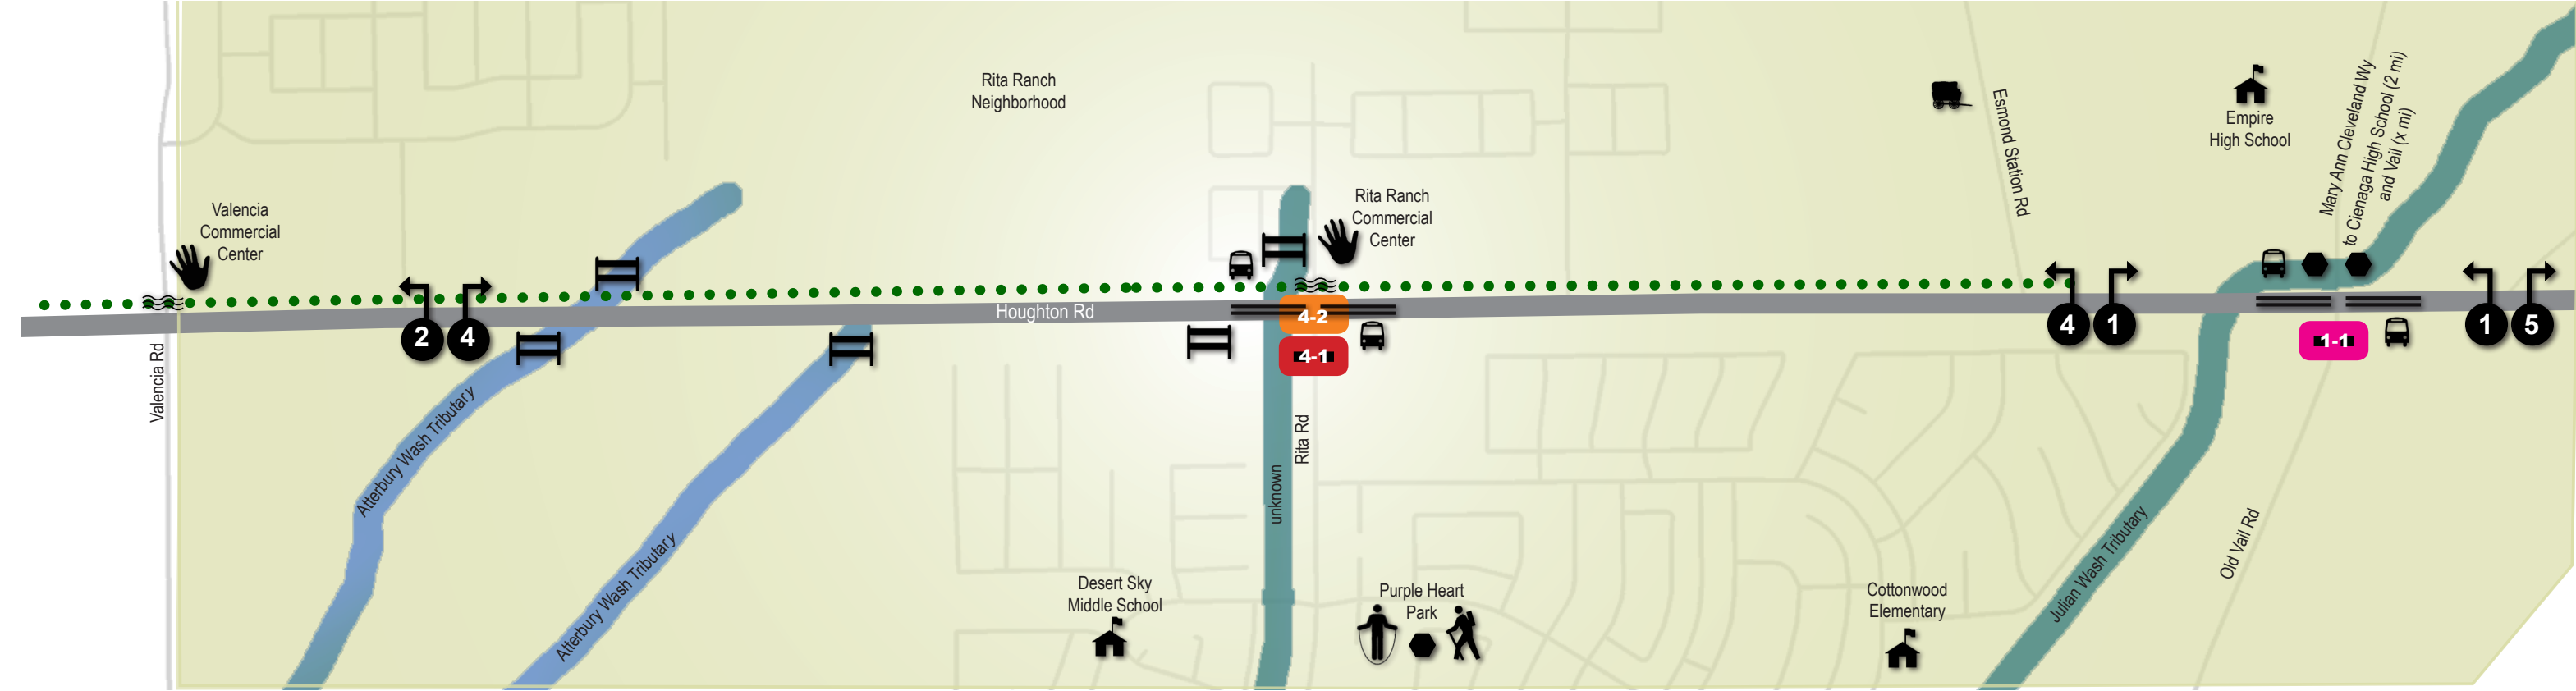 Rita Ranch
Neighborhood
Esmond Station Rd
Empire
High School
Mary Ann Cleveland Wy
to Cienaga High School (2 mi)
and Vail (x mi)
Valencia
Commercial
Center
Rita Ranch
Commercial
Center
Houghton Rd
4-2
4-1
2
4
4
1
1-1
1
5
Valencia Rd
Atterbury Wash Tributary
Atterbury Wash Tributary
unknown
Rita Rd
Julian Wash Tributary
Old Vail Rd
Desert Sky
Middle School
Purple Heart
Park
Cottonwood
Elementary